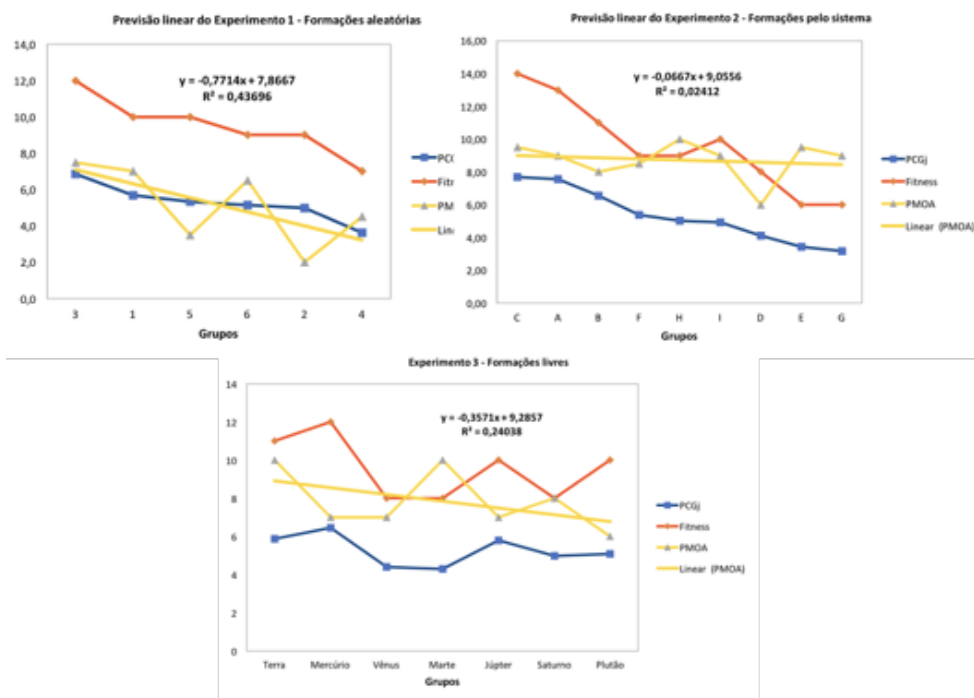 Previsão linear do Experimento 1 - Formações aleatórias
14,0
12,0
10,0
8,0
6,0
4,0
2,0
0,0
y = -0,7714x + 7,8667
R² = 0,43696
3 1 5 6 2 4
Grupos
PCG
Fitn
PM
Line
Previsão linear do Experimento 2 - Formações pelo sistema
16,00
14,00
12,00
10,00
8,00
6,00
4,00
2,00
0,00
y = -0,0667x + 9,0556
R² = 0,02412
C A B F H I D E G
Grupos
PCGj
Fitness
PMOA
Linear (PMOA)
Experimento 3 - Formações livres
14
12
10
8
6
4
2
0
y = -0,3571x + 9,2857
R² = 0,24038
Terra Mercúrio Vênus Marte Júpter Saturno Plutão
Grupos
PCGj
Fitness
PMOA
Linear (PMOA)